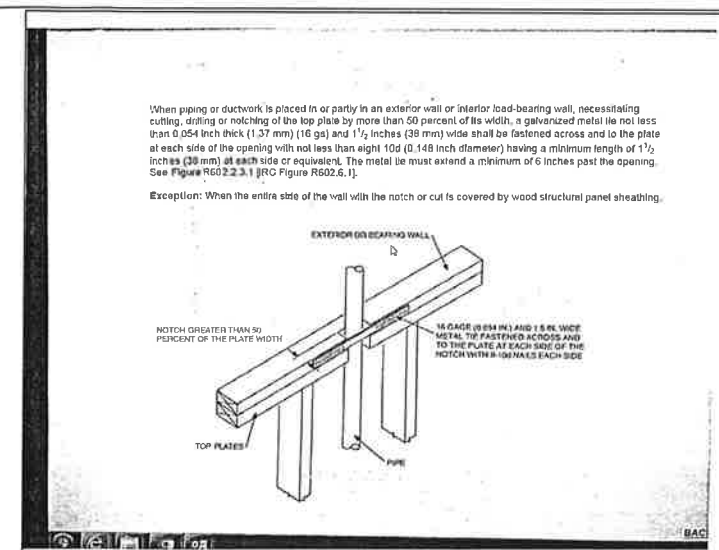 When piping or ductwork is placed in or partly in an exterior wall or interior load-bearing wall, necessitating
cutting, drilling or notching of the top plate by more than 50 percent of its width, a galvanized metal tie not less
than 0.054 inch thick (1.37 mm) (16 ga) and 1 1/2 inches (38 mm) wide shall be fastened across and to the plate
at each side of the opening with not less than eight 10d (0.148 inch diameter) having a minimum length of 1 1/2
inches (38 mm) at each side or equivalent. The metal tie must extend a minimum of 6 inches past the opening.
See Figure R602.2.3.1 [IRC Figure R602.6.1].
Exception: When the entire side of the wall with the notch or cut is covered by wood structural panel sheathing.
EXTERIOR OR BEARING WALL
NOTCH GREATER THAN 50
PERCENT OF THE PLATE WIDTH
16 GAGE (0.054 IN.) AND 1.5 IN. WIDE
METAL TIE FASTENED ACROSS AND
TO THE PLATE AT EACH SIDE OF THE
NOTCH WITH 8-10d NAILS EACH SIDE
TOP PLATES
PIPE
BAC